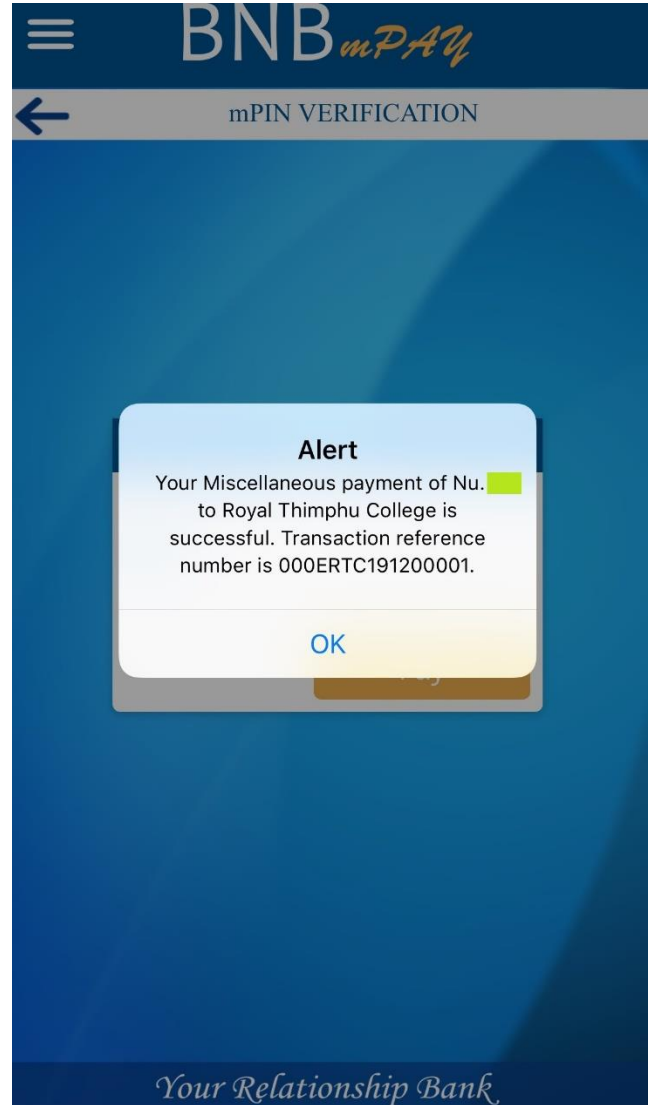 BNB mPAY
mPIN VERIFICATION
Alert
Your Miscellaneous payment of Nu.
to Royal Thimphu College is
successful. Transaction reference
number is 000ERTC191200001.
OK
Your Relationship Bank